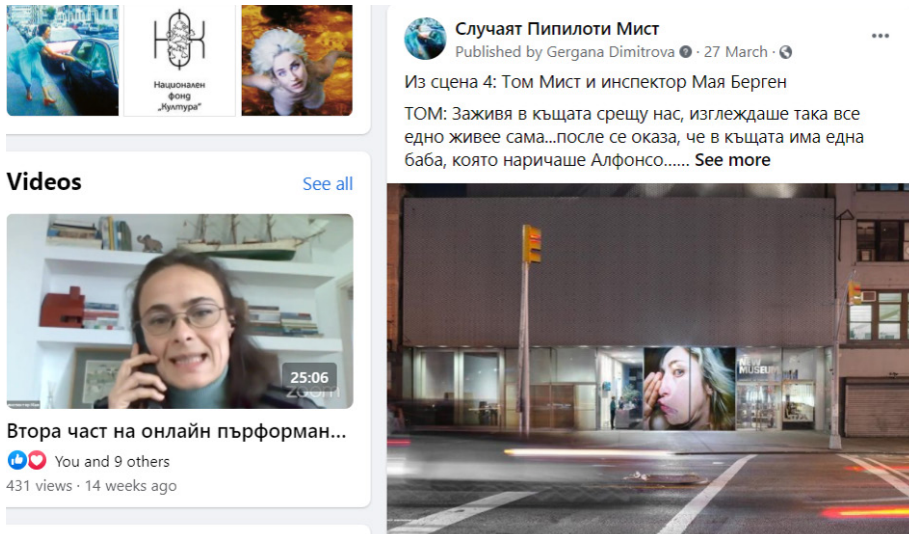 Национален
фонд
„Култура“
Videos
See all
25:06
zoom
Втора част на онлайн пърформан...
You and 9 others
431 views · 14 weeks ago
Случаят Пипилоти Мист
Published by Gergana Dimitrova · 27 March ·
Из сцена 4: Том Мист и инспектор Мая Берген
ТОМ: Заживя в къщата срещу нас, изглеждаше така все
едно живее сама...после се оказа, че в къщата има една
баба, която наричаше Алфонсо...... See more
NEW
MUSEUM